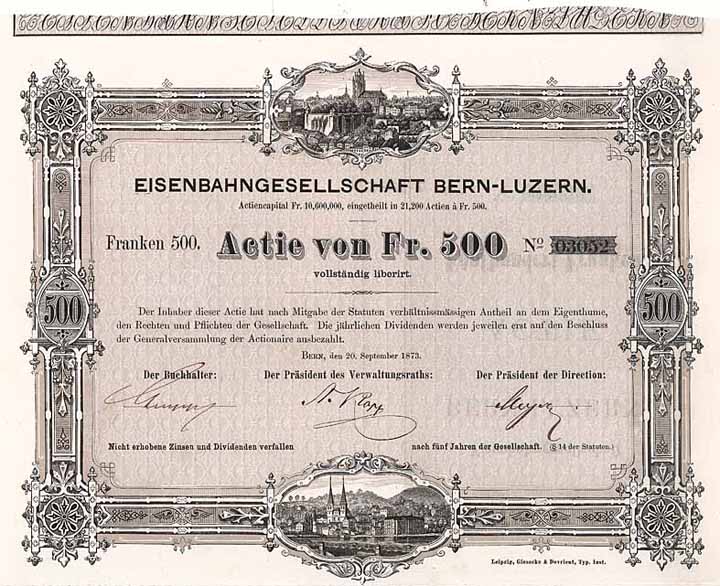 EISENBAHNGESELLSCHAFT BERN-LUZERN.
Actiencapital Fr. 10,600,000, eingetheilt in 21,200 Actien à Fr. 500.
Franken 500. Actie von Fr. 500 No 03052
vollständig liberirt.
500 500
Der Inhaber dieser Actie hat nach Mitgabe der Statuten verhältnissmässigen Antheil an dem Eigenthume,
den Rechten und Pflichten der Gesellschaft. Die jährlichen Dividenden werden jeweilen erst auf den Beschluss
der Generalversammlung der Actionaire ausbezahlt.
BERN, den 20. September 1873.
Der Buchhalter: Der Präsident des Verwaltungsraths: Der Präsident der Direction:
Nicht erhobene Zinsen und Dividenden verfallen nach fünf Jahren der Gesellschaft. (§ 14 der Statuten.)
Leipzig, Giesecke & Devrient, Typ. Inst.